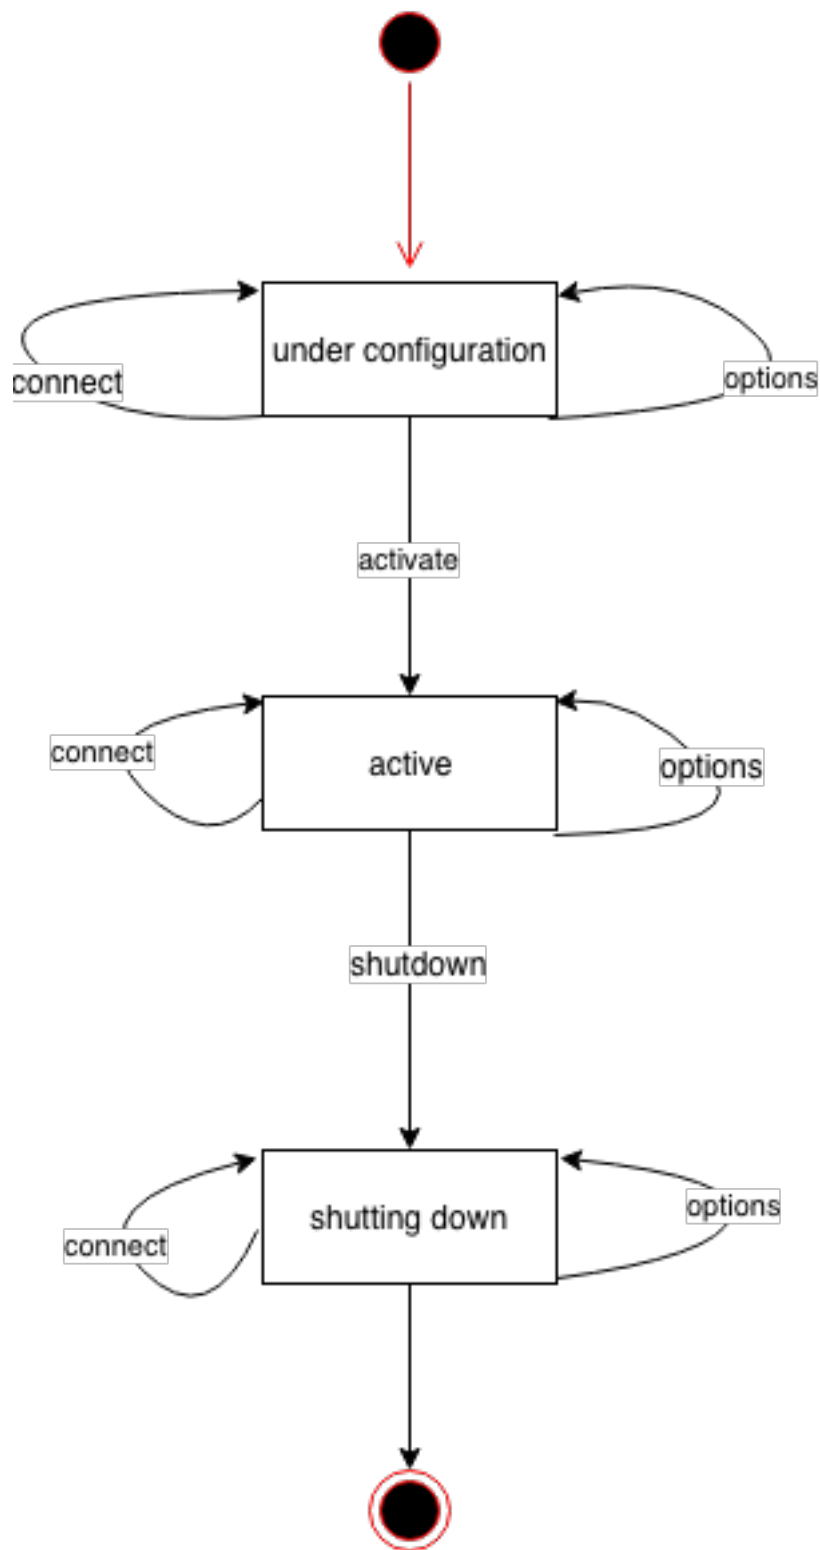 under configuration
connect
options
activate
active
connect
options
shutdown
shutting down
connect
options